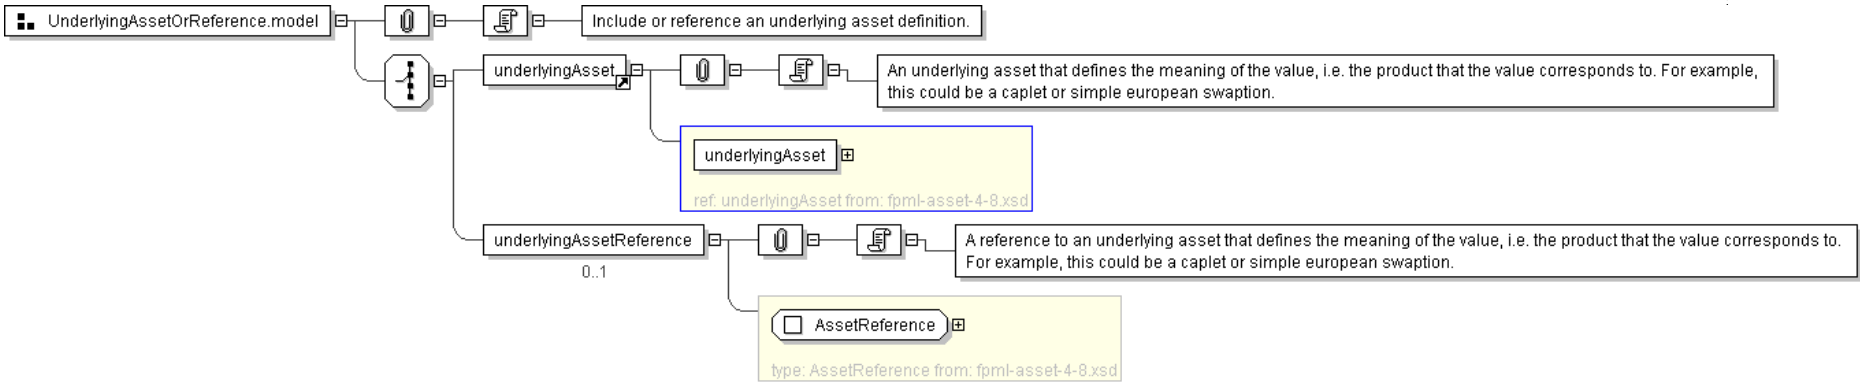 UnderlyingAssetOrReference.model
Include or reference an underlying asset definition.
underlyingAsset
An underlying asset that defines the meaning of the value, i.e. the product that the value corresponds to. For example,
this could be a caplet or simple european swaption.
underlyingAsset
ref: underlyingAsset from: fpml-asset-4-8.xsd
underlyingAssetReference
0..1
A reference to an underlying asset that defines the meaning of the value, i.e. the product that the value corresponds to.
For example, this could be a caplet or simple european swaption.
AssetReference
type: AssetReference from: fpml-asset-4-8.xsd